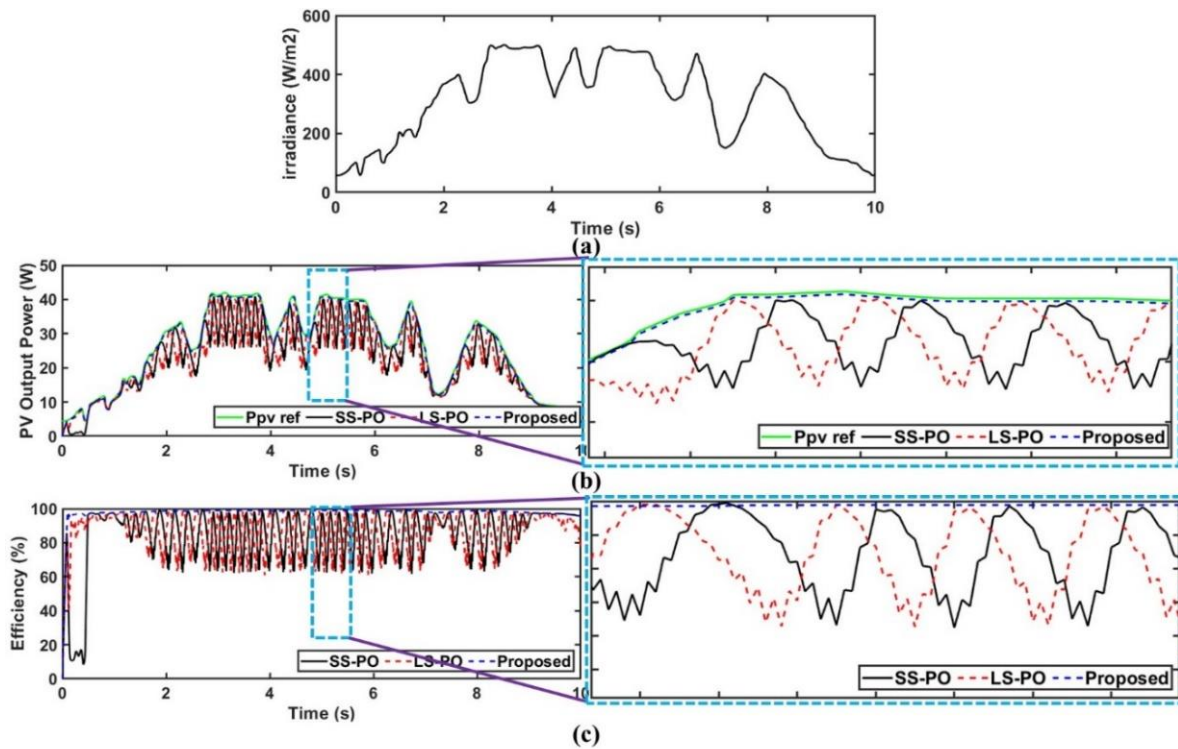 600
400
200
0
irradiance (W/m2)
0 2 4 6 8 10
Time (s)
(a)
50
40
30
20
10
0
PV Output Power (W)
Ppv ref SS-PO LS-PO Proposed
0 2 4 6 8 10
Time (s)
Ppv ref SS-PO LS-PO Proposed
(b)
100
80
60
40
20
0
Efficiency (%)
SS-PO LS-PO Proposed
0 2 4 6 8 10
Time (s)
SS-PO LS-PO Proposed
(c)